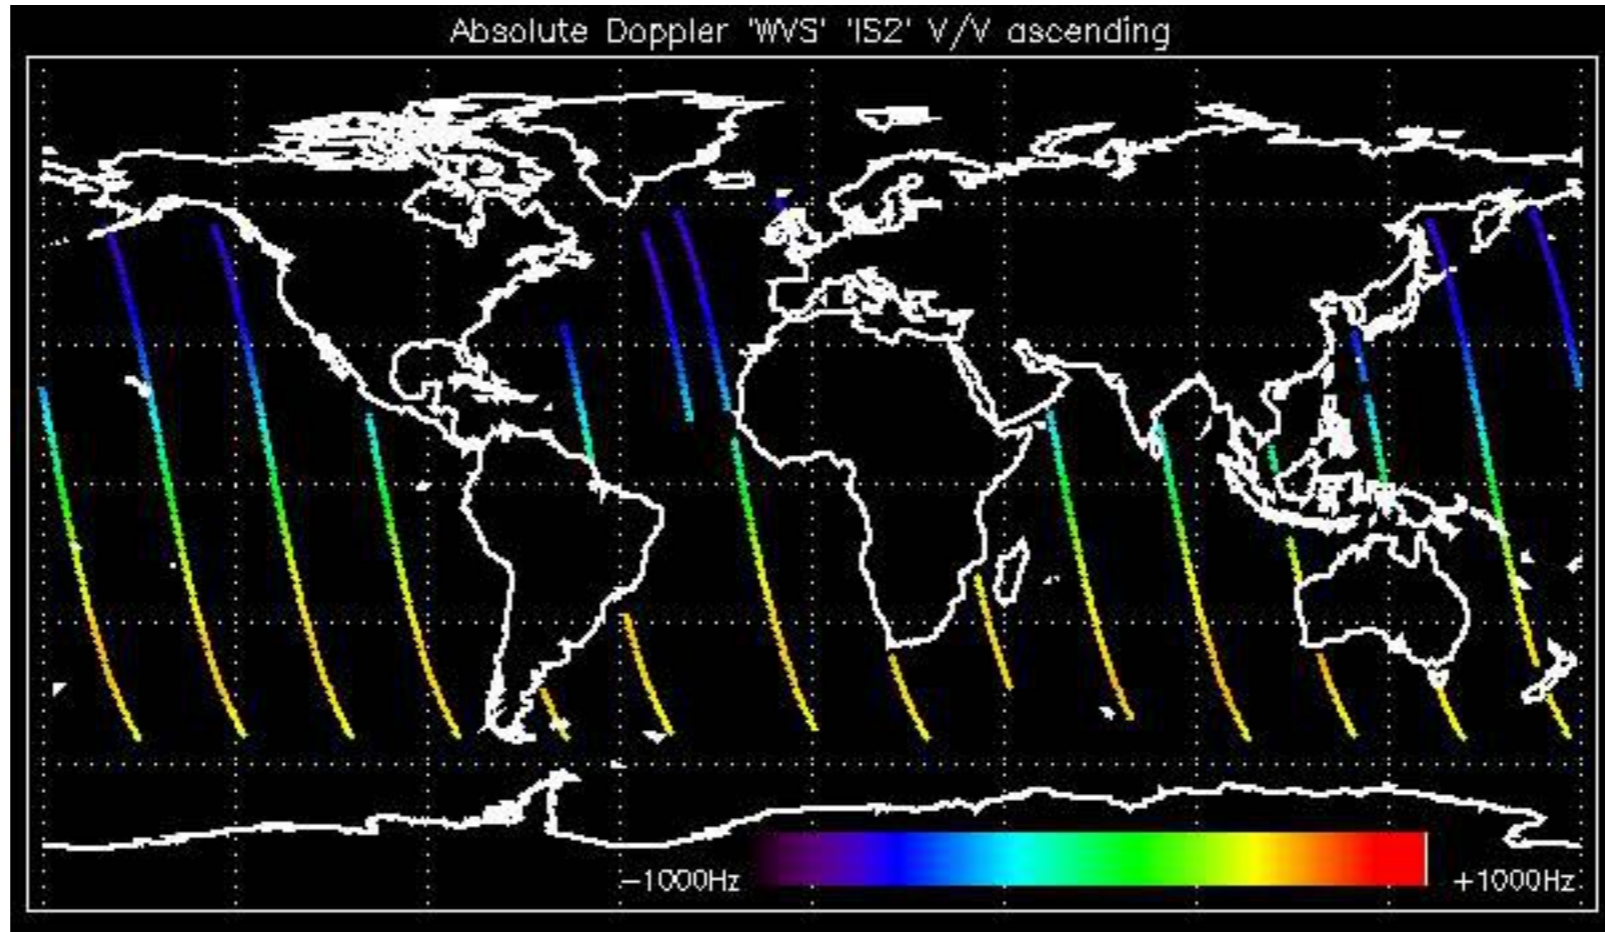 Absolute Doppler 'WVS' 'IS2' V/V ascending
−1000Hz +1000Hz